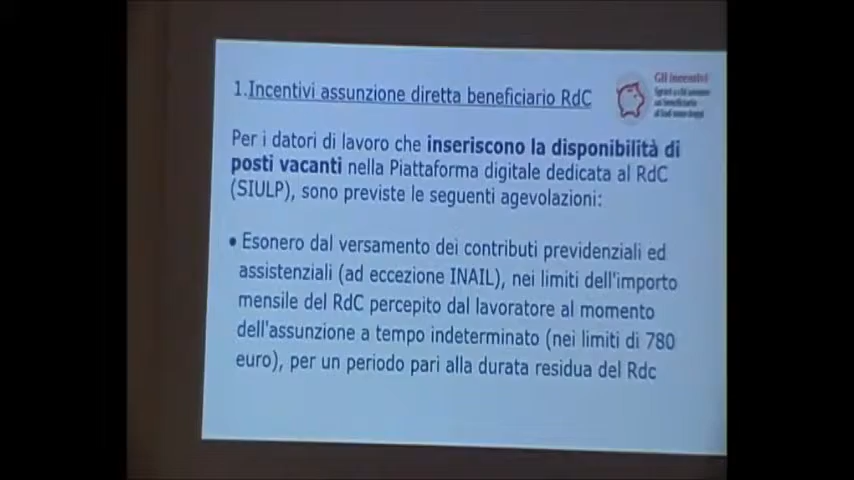 1.Incentivi assunzione diretta beneficiario RdC
Gli incentivi
Per i datori di lavoro che inseriscono la disponibilità di
posti vacanti nella Piattaforma digitale dedicata al RdC
(SIULP), sono previste le seguenti agevolazioni:
• Esonero dal versamento dei contributi previdenziali ed
assistenziali (ad eccezione INAIL), nei limiti dell'importo
mensile del RdC percepito dal lavoratore al momento
dell'assunzione a tempo indeterminato (nei limiti di 780
euro), per un periodo pari alla durata residua del Rdc